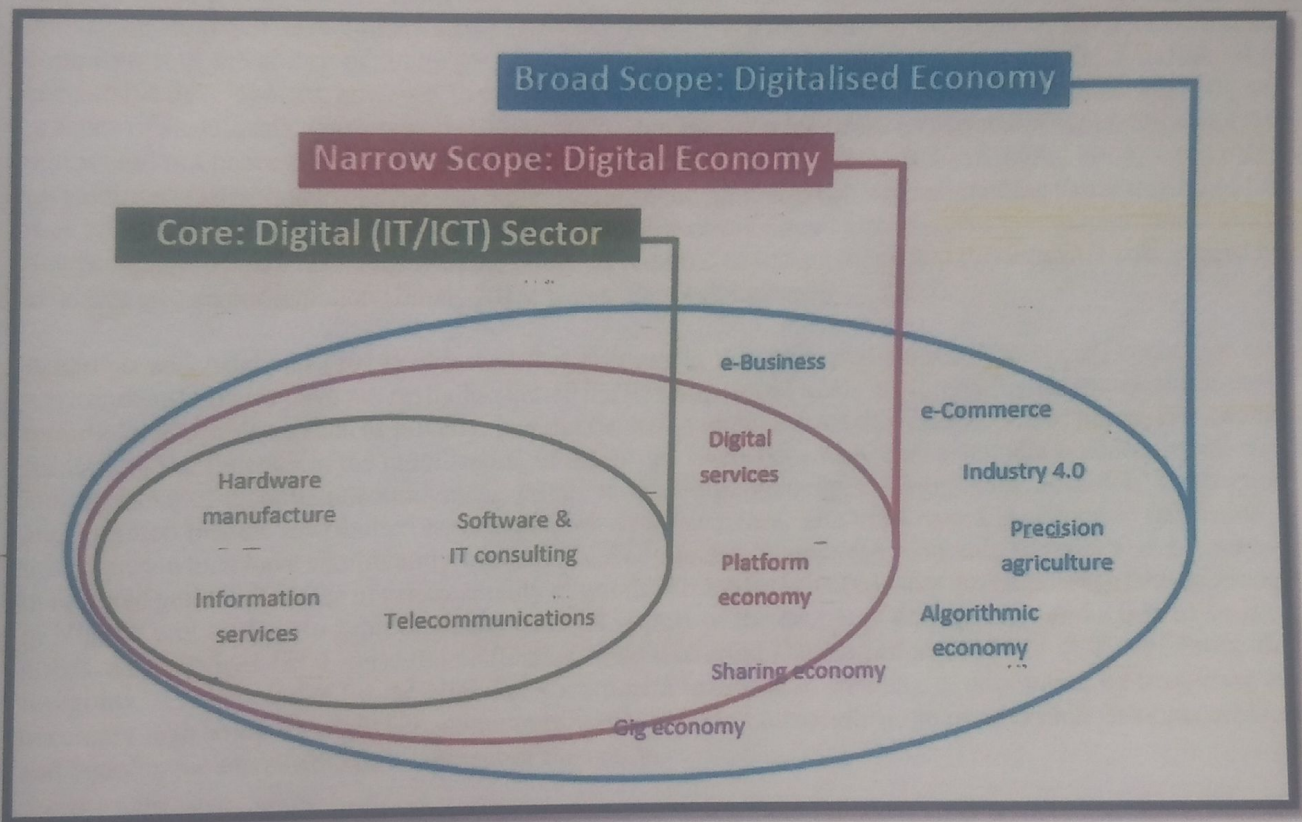 Broad Scope: Digitalised Economy
Narrow Scope: Digital Economy
Core: Digital (IT/ICT) Sector
e-Business
e-Commerce
Digital
services
Industry 4.0
Hardware
manufacture
Software &
IT consulting
Precision
agriculture
Platform
economy
Information
services
Telecommunications
Algorithmic
economy
Sharing economy
Gig economy